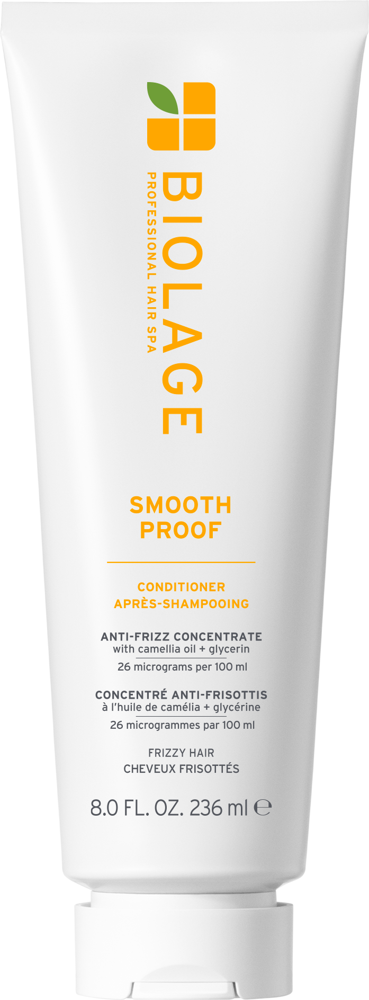 BIOLAGE
PROFESSIONAL HAIR SPA
SMOOTH
PROOF
CONDITIONER
APRÈS-SHAMPOOING
ANTI-FRIZZ CONCENTRATE
with camellia oil + glycerin
26 micrograms per 100 ml
CONCENTRÉ ANTI-FRISOTTIS
à l'huile de camélia + glycérine
26 microgrammes par 100 ml
FRIZZY HAIR
CHEVEUX FRISOTTÉS
8.0 FL. OZ. 236 ml ℮